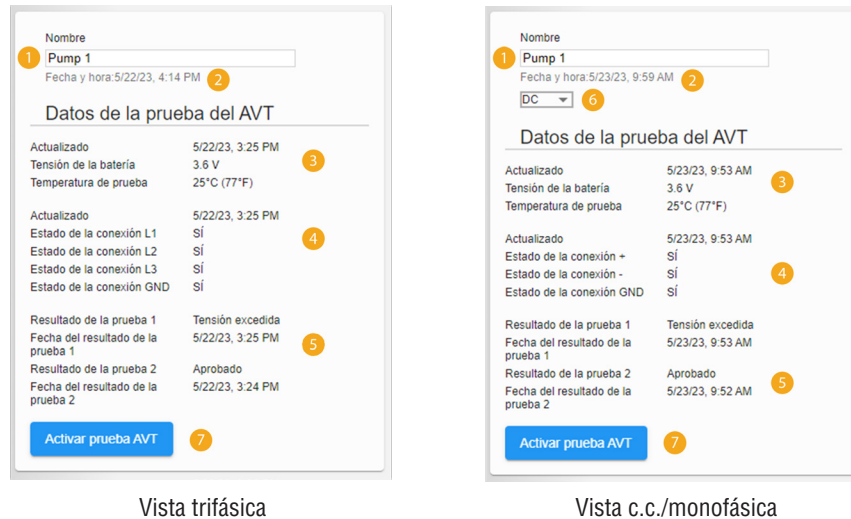 Nombre
1 Pump 1
Fecha y hora:5/22/23, 4:14 PM 2
Datos de la prueba del AVT
Actualizado 5/22/23, 3:25 PM
Tensión de la batería 3.6 V 3
Temperatura de prueba 25°C (77°F)
Actualizado 5/22/23, 3:25 PM
Estado de la conexión L1 SÍ 4
Estado de la conexión L2 SÍ
Estado de la conexión L3 SÍ
Estado de la conexión GND SÍ
Resultado de la prueba 1 Tensión excedida
Fecha del resultado de la 5/22/23, 3:25 PM 5
prueba 1
Resultado de la prueba 2 Aprobado
Fecha del resultado de la 5/22/23, 3:24 PM
prueba 2
Activar prueba AVT 7
Vista trifásica
Nombre
1 Pump 1
Fecha y hora:5/23/23, 9:59 AM 2
DC 6
Datos de la prueba del AVT
Actualizado 5/23/23, 9:53 AM
Tensión de la batería 3.6 V 3
Temperatura de prueba 25°C (77°F)
Actualizado 5/23/23, 9:53 AM
Estado de la conexión + SÍ
Estado de la conexión - SÍ 4
Estado de la conexión GND SÍ
Resultado de la prueba 1 Tensión excedida
Fecha del resultado de la 5/23/23, 9:53 AM
prueba 1
Resultado de la prueba 2 Aprobado
Fecha del resultado de la 5/23/23, 9:52 AM 5
prueba 2
Activar prueba AVT 7
Vista c.c./monofásica